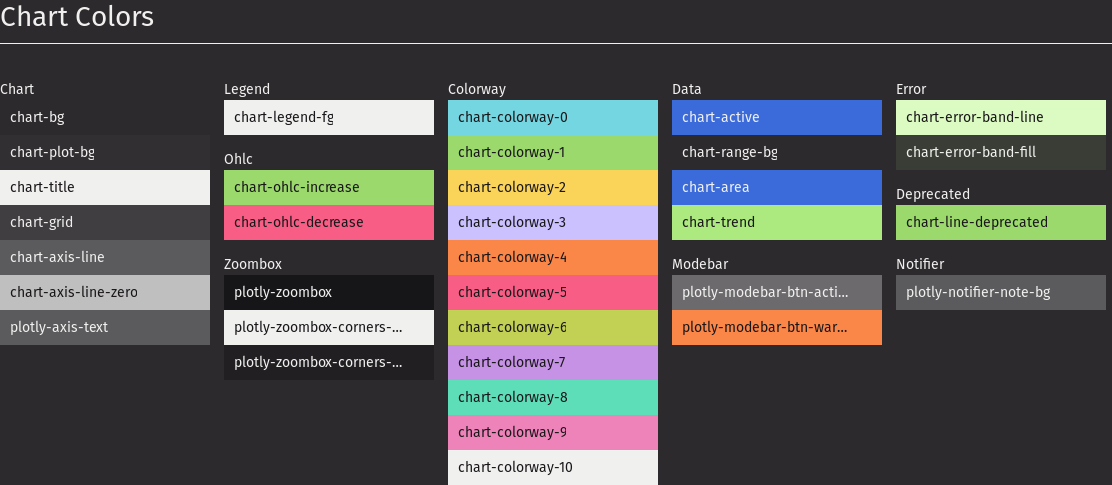 Chart Colors
Chart
chart-bg
chart-plot-bg
chart-title
chart-grid
chart-axis-line
chart-axis-line-zero
plotly-axis-text
Legend
chart-legend-fg
Ohlc
chart-ohlc-increase
chart-ohlc-decrease
Zoombox
plotly-zoombox
plotly-zoombox-corners-...
plotly-zoombox-corners-...
Colorway
chart-colorway-0
chart-colorway-1
chart-colorway-2
chart-colorway-3
chart-colorway-4
chart-colorway-5
chart-colorway-6
chart-colorway-7
chart-colorway-8
chart-colorway-9
chart-colorway-10
Data
chart-active
chart-range-bg
chart-area
chart-trend
Modebar
plotly-modebar-btn-acti...
plotly-modebar-btn-war...
Error
chart-error-band-line
chart-error-band-fill
Deprecated
chart-line-deprecated
Notifier
plotly-notifier-note-bg